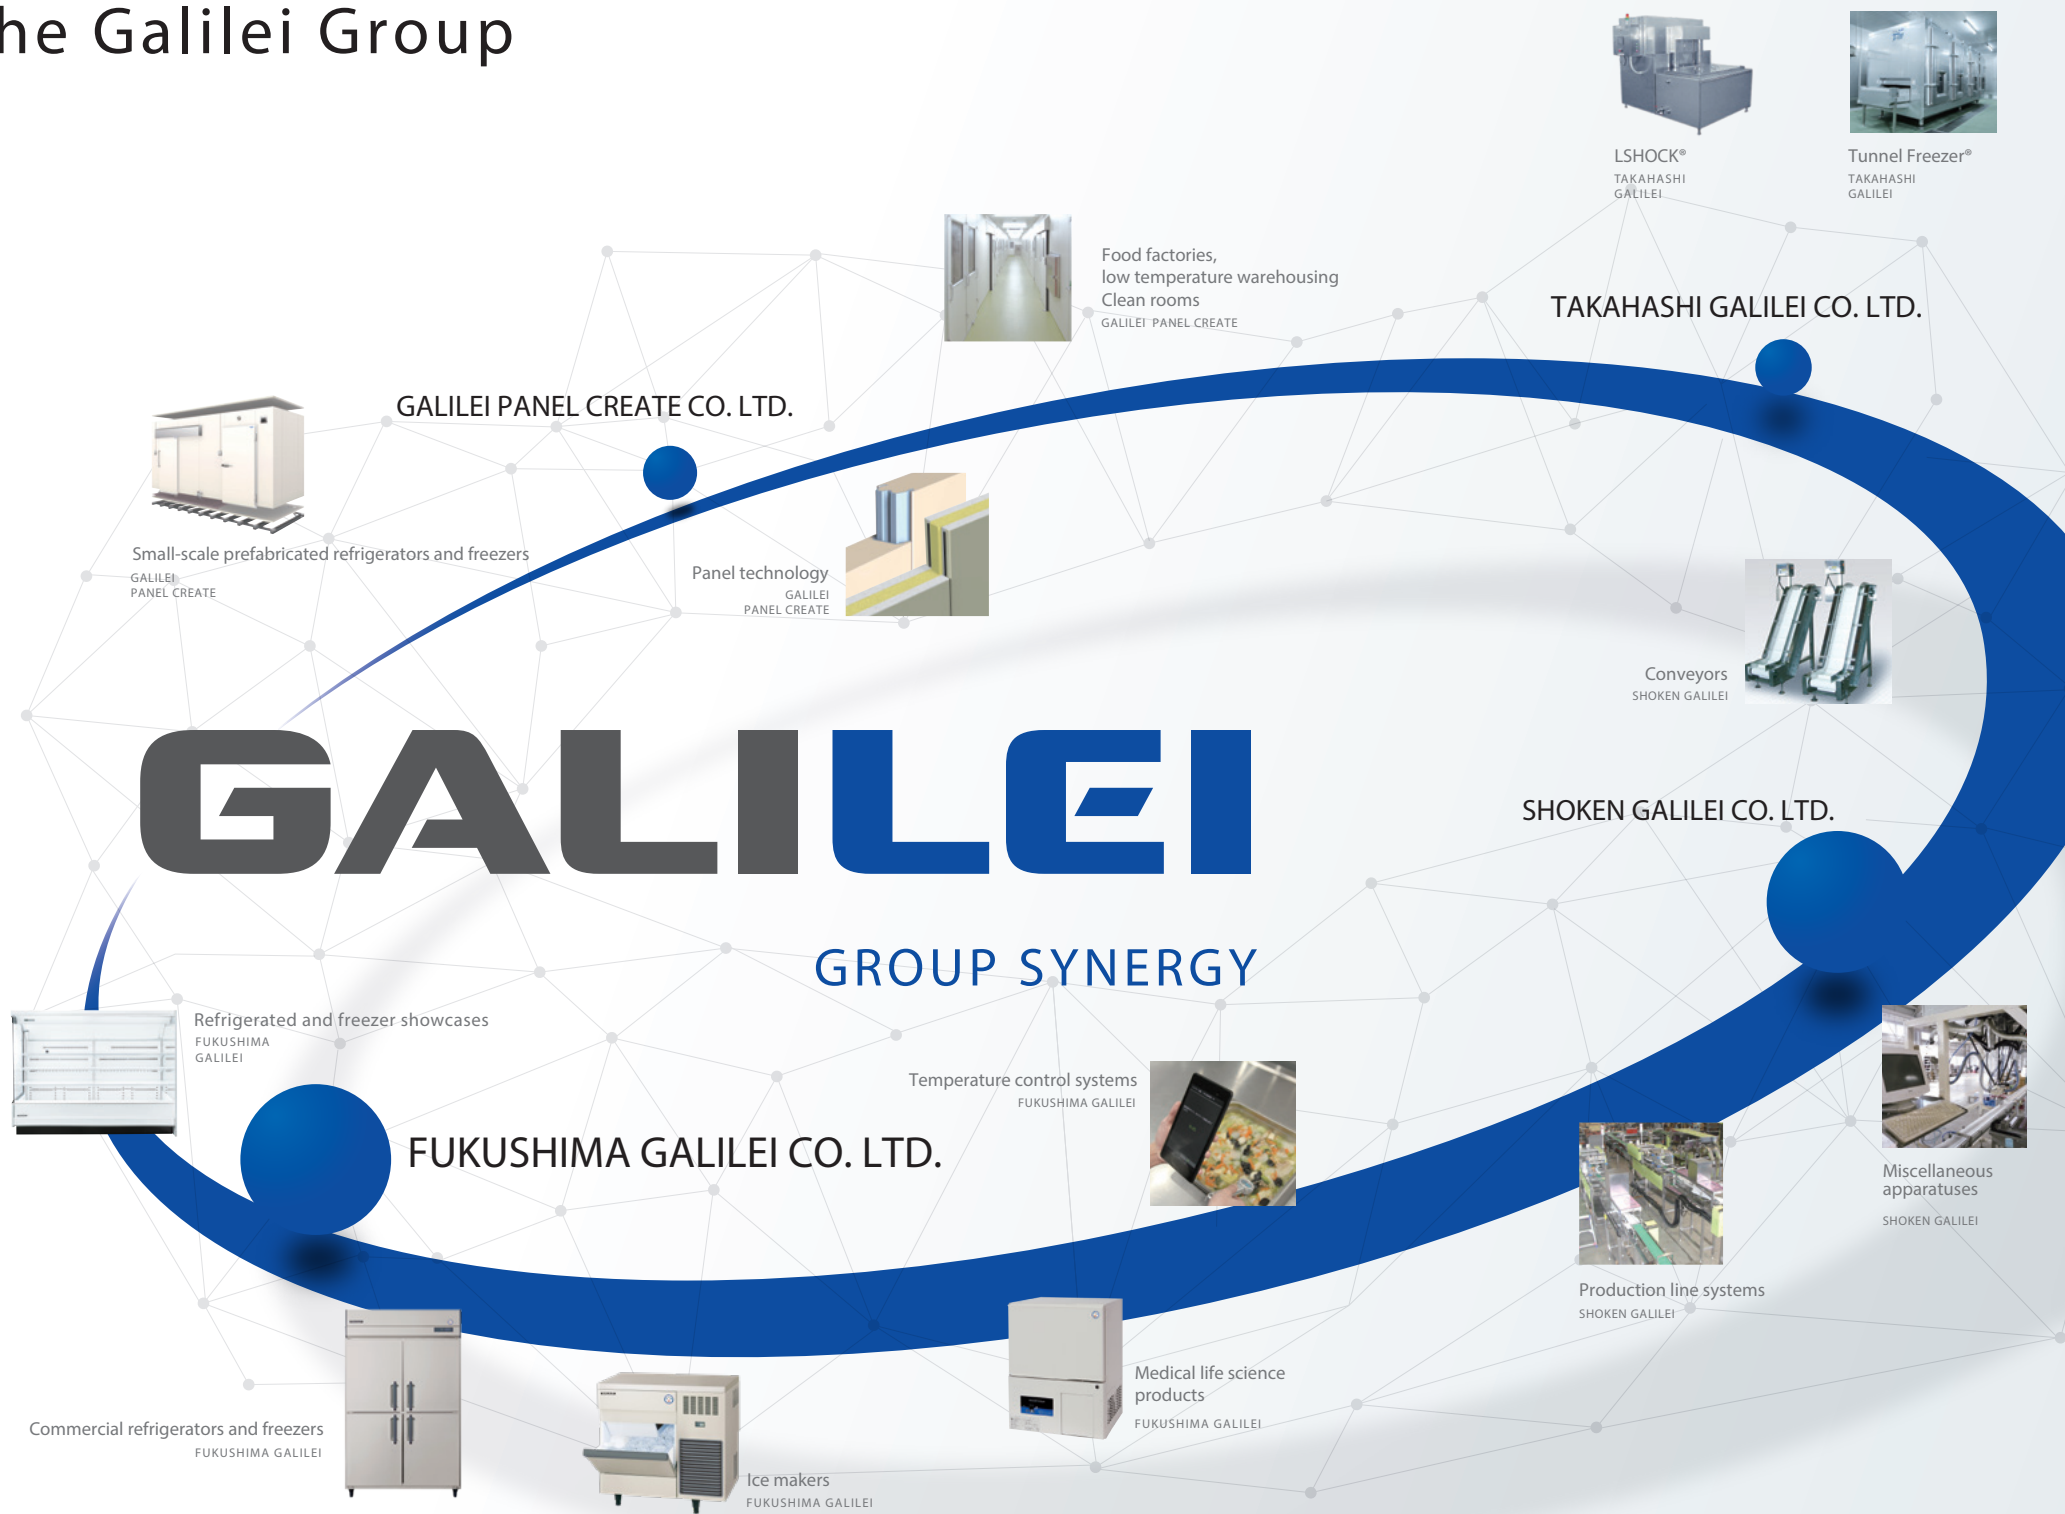 he Galilei Group
LSHOCK®
TAKAHASHI
GALILEI
Tunnel Freezer®
TAKAHASHI
GALILEI
Food factories,
low temperature warehousing
Clean rooms
GALILEI PANEL CREATE
TAKAHASHI GALILEI CO. LTD.
GALILEI PANEL CREATE CO. LTD.
Small-scale prefabricated refrigerators and freezers
GALILEI
PANEL CREATE
Panel technology
GALILEI
PANEL CREATE
Conveyors
SHOKEN GALILEI
GALILEI
SHOKEN GALILEI CO. LTD.
GROUP SYNERGY
Refrigerated and freezer showcases
FUKUSHIMA
GALILEI
Temperature control systems
FUKUSHIMA GALILEI
FUKUSHIMA GALILEI CO. LTD.
Miscellaneous
apparatuses
SHOKEN GALILEI
Production line systems
SHOKEN GALILEI
Medical life science
products
FUKUSHIMA GALILEI
Commercial refrigerators and freezers
FUKUSHIMA GALILEI
Ice makers
FUKUSHIMA GALILEI